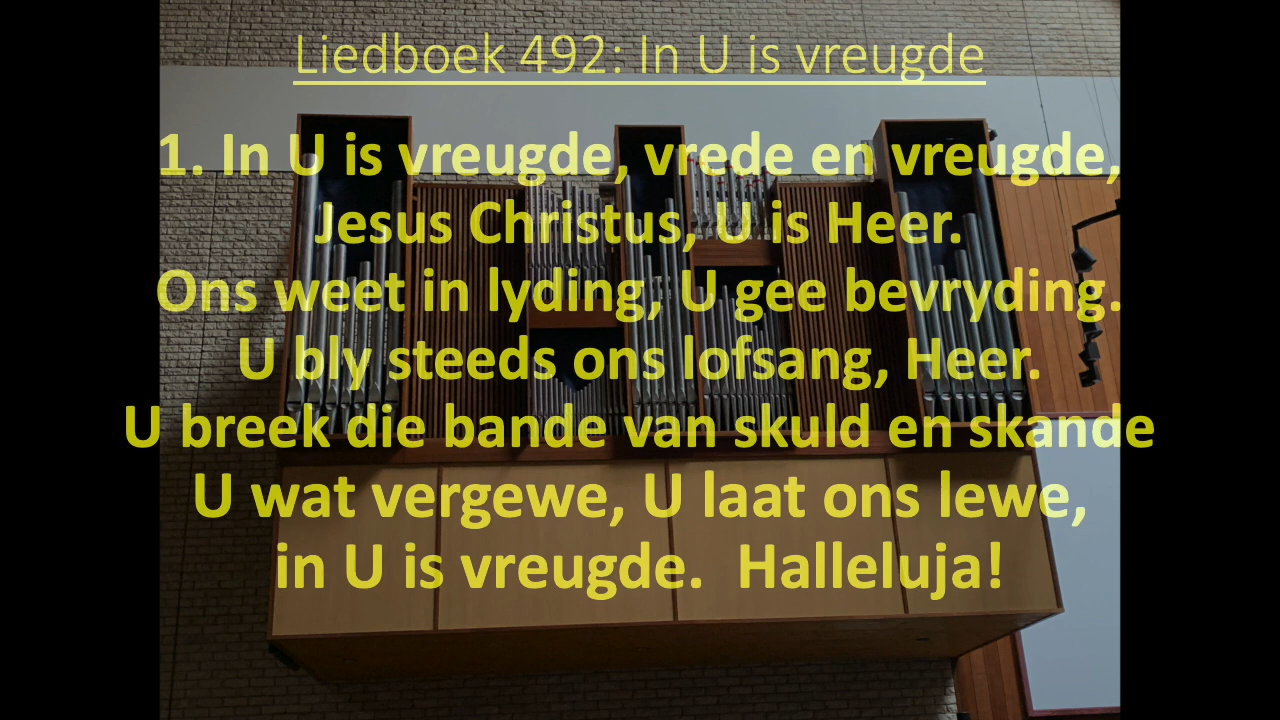 Liedboek 492: In U is vreugde
1. In U is vreugde, vrede en vreugde,
Jesus Christus, U is Heer.
Ons weet in lyding, U gee bevryding.
U bly steeds ons lofsang, Heer.
U breek die bande van skuld en skande
U wat vergewe, U laat ons lewe,
in U is vreugde.  Halleluja!